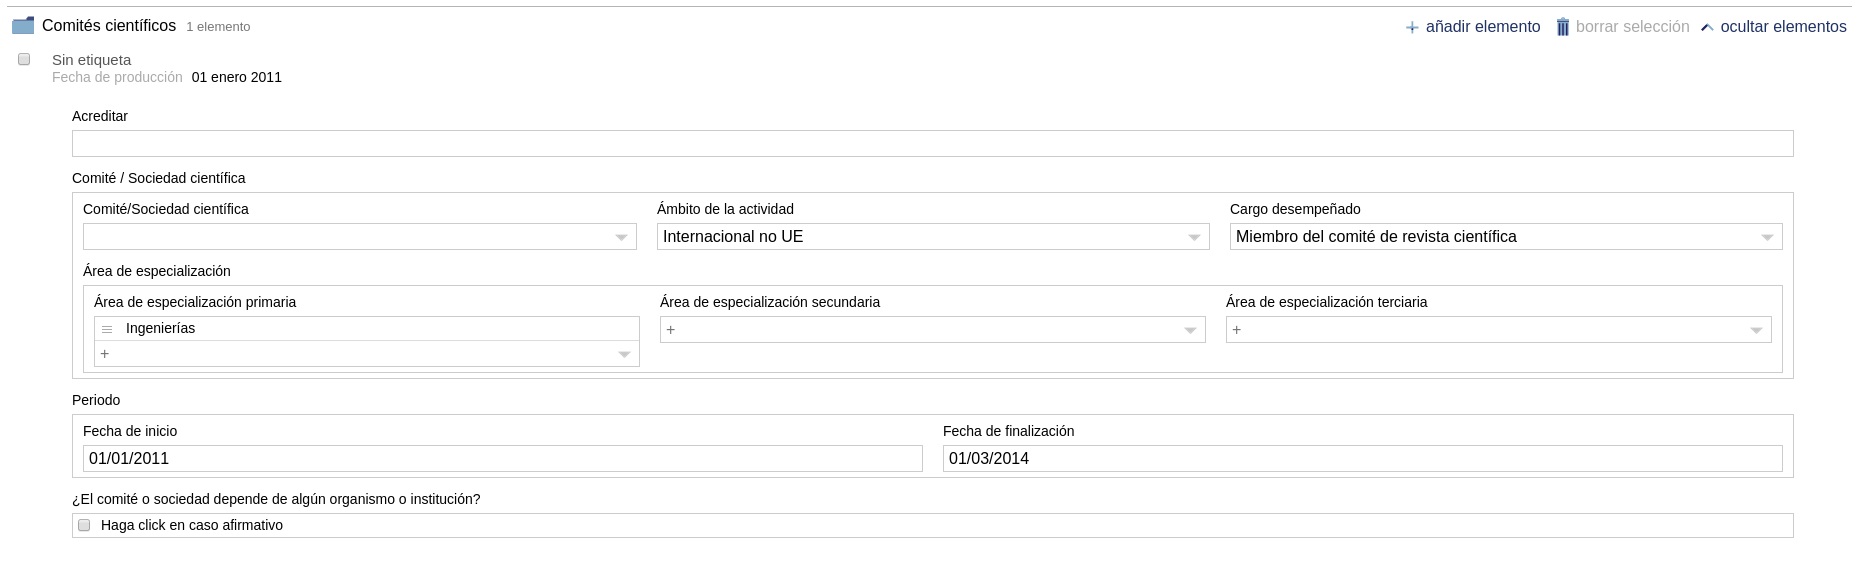 Comités científicos 1 elemento
añadir elemento borrar selección ocultar elementos
Sin etiqueta
Fecha de producción 01 enero 2011
Acreditar
Comité / Sociedad científica
Comité/Sociedad científica Ámbito de la actividad Cargo desempeñado
Internacional no UE Miembro del comité de revista científica
Área de especialización
Área de especialización primaria Área de especialización secundaria Área de especialización terciaria
Ingenierías + +
+
Periodo
Fecha de inicio Fecha de finalización
01/01/2011 01/03/2014
¿El comité o sociedad depende de algún organismo o institución?
Haga click en caso afirmativo